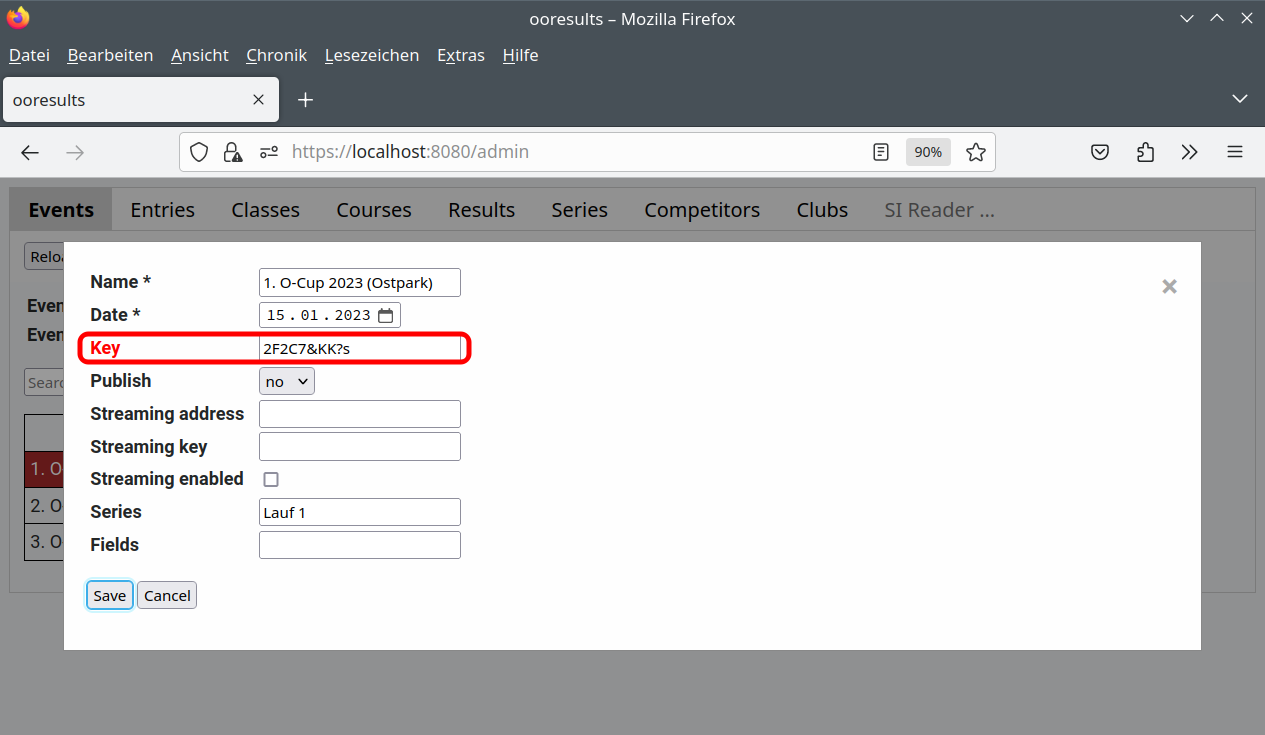 ooresults – Mozilla Firefox
Datei Bearbeiten Ansicht Chronik Lesezeichen Extras Hilfe
ooresults
https://localhost:8080/admin 90%
Events Entries Classes Courses Results Series Competitors Clubs SI Reader ...
Reloa
Name * 1. O-Cup 2023 (Ostpark)
Even
Date * 15.01.2023
Even
Key 2F2C7&KK?s
Publish no
Searc
Streaming address
Streaming key
1. O
Streaming enabled
2. O
Series Lauf 1
3. O
Fields
Save Cancel